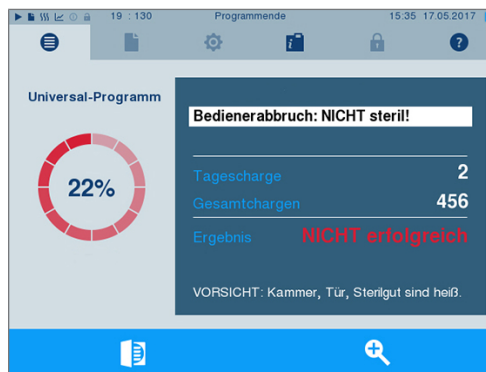 19 : 130 Programmende 15:35 17.05.2017
Universal-Programm
22%
Bedienerabbruch: NICHT steril!
Tagescharge 2
Gesamtchargen 456
Ergebnis NICHT erfolgreich
VORSICHT: Kammer, Tür, Sterilgut sind heiß.